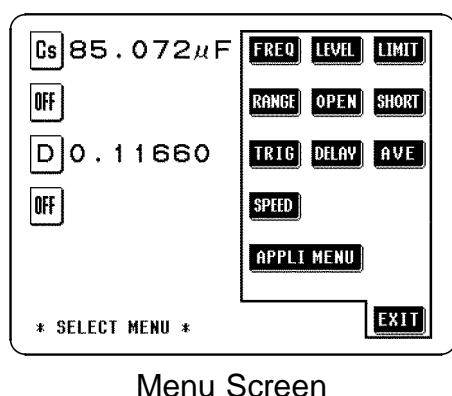 Cs 85.072μF FREQ LEVEL LIMIT
OFF RANGE OPEN SHORT
D 0.11660 TRIG DELAY AVE
OFF SPEED
APPLI MENU
* SELECT MENU * EXIT
Menu Screen